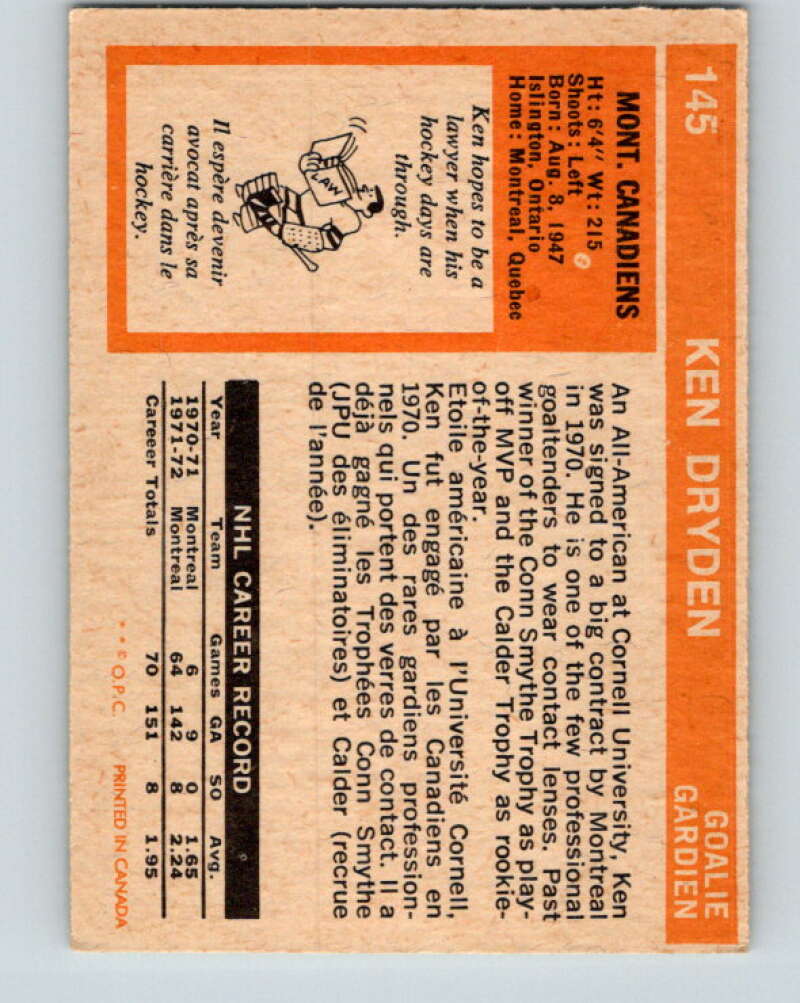 145 KEN DRYDEN GOALIE
GARDIEN
MONT. CANADIENS
Ht: 6'4" Wt: 215
Shoots: Left
Born: Aug. 8, 1947
Islington, Ontario
Home: Montreal, Quebec
Ken hopes to be a
lawyer when his
hockey days are
through.
LAW
Il espère devenir
avocat après sa
carrière dans le
hockey.
An All-American at Cornell University, Ken
was signed to a big contract by Montreal
in 1970. He is one of the few professional
goaltenders to wear contact lenses. Past
winner of the Conn Smythe Trophy as play-
off MVP and the Calder Trophy as rookie-
of-the-year.
Etoile américaine à l'Université Cornell,
Ken fut engagé par les Canadiens en
1970. Un des rares gardiens profession-
nels qui portent des verres de contact. Il a
déjà gagné les Trophées Conn Smythe
(JPU des éliminatoires) et Calder (recrue
de l'année).
NHL CAREER RECORD
Year Team Games GA SO Avg.
1970-71 Montreal 6 9 0 1.65
1971-72 Montreal 64 142 8 2.24
Career Totals 70 151 8 1.95
* * © O.P.C. PRINTED IN CANADA